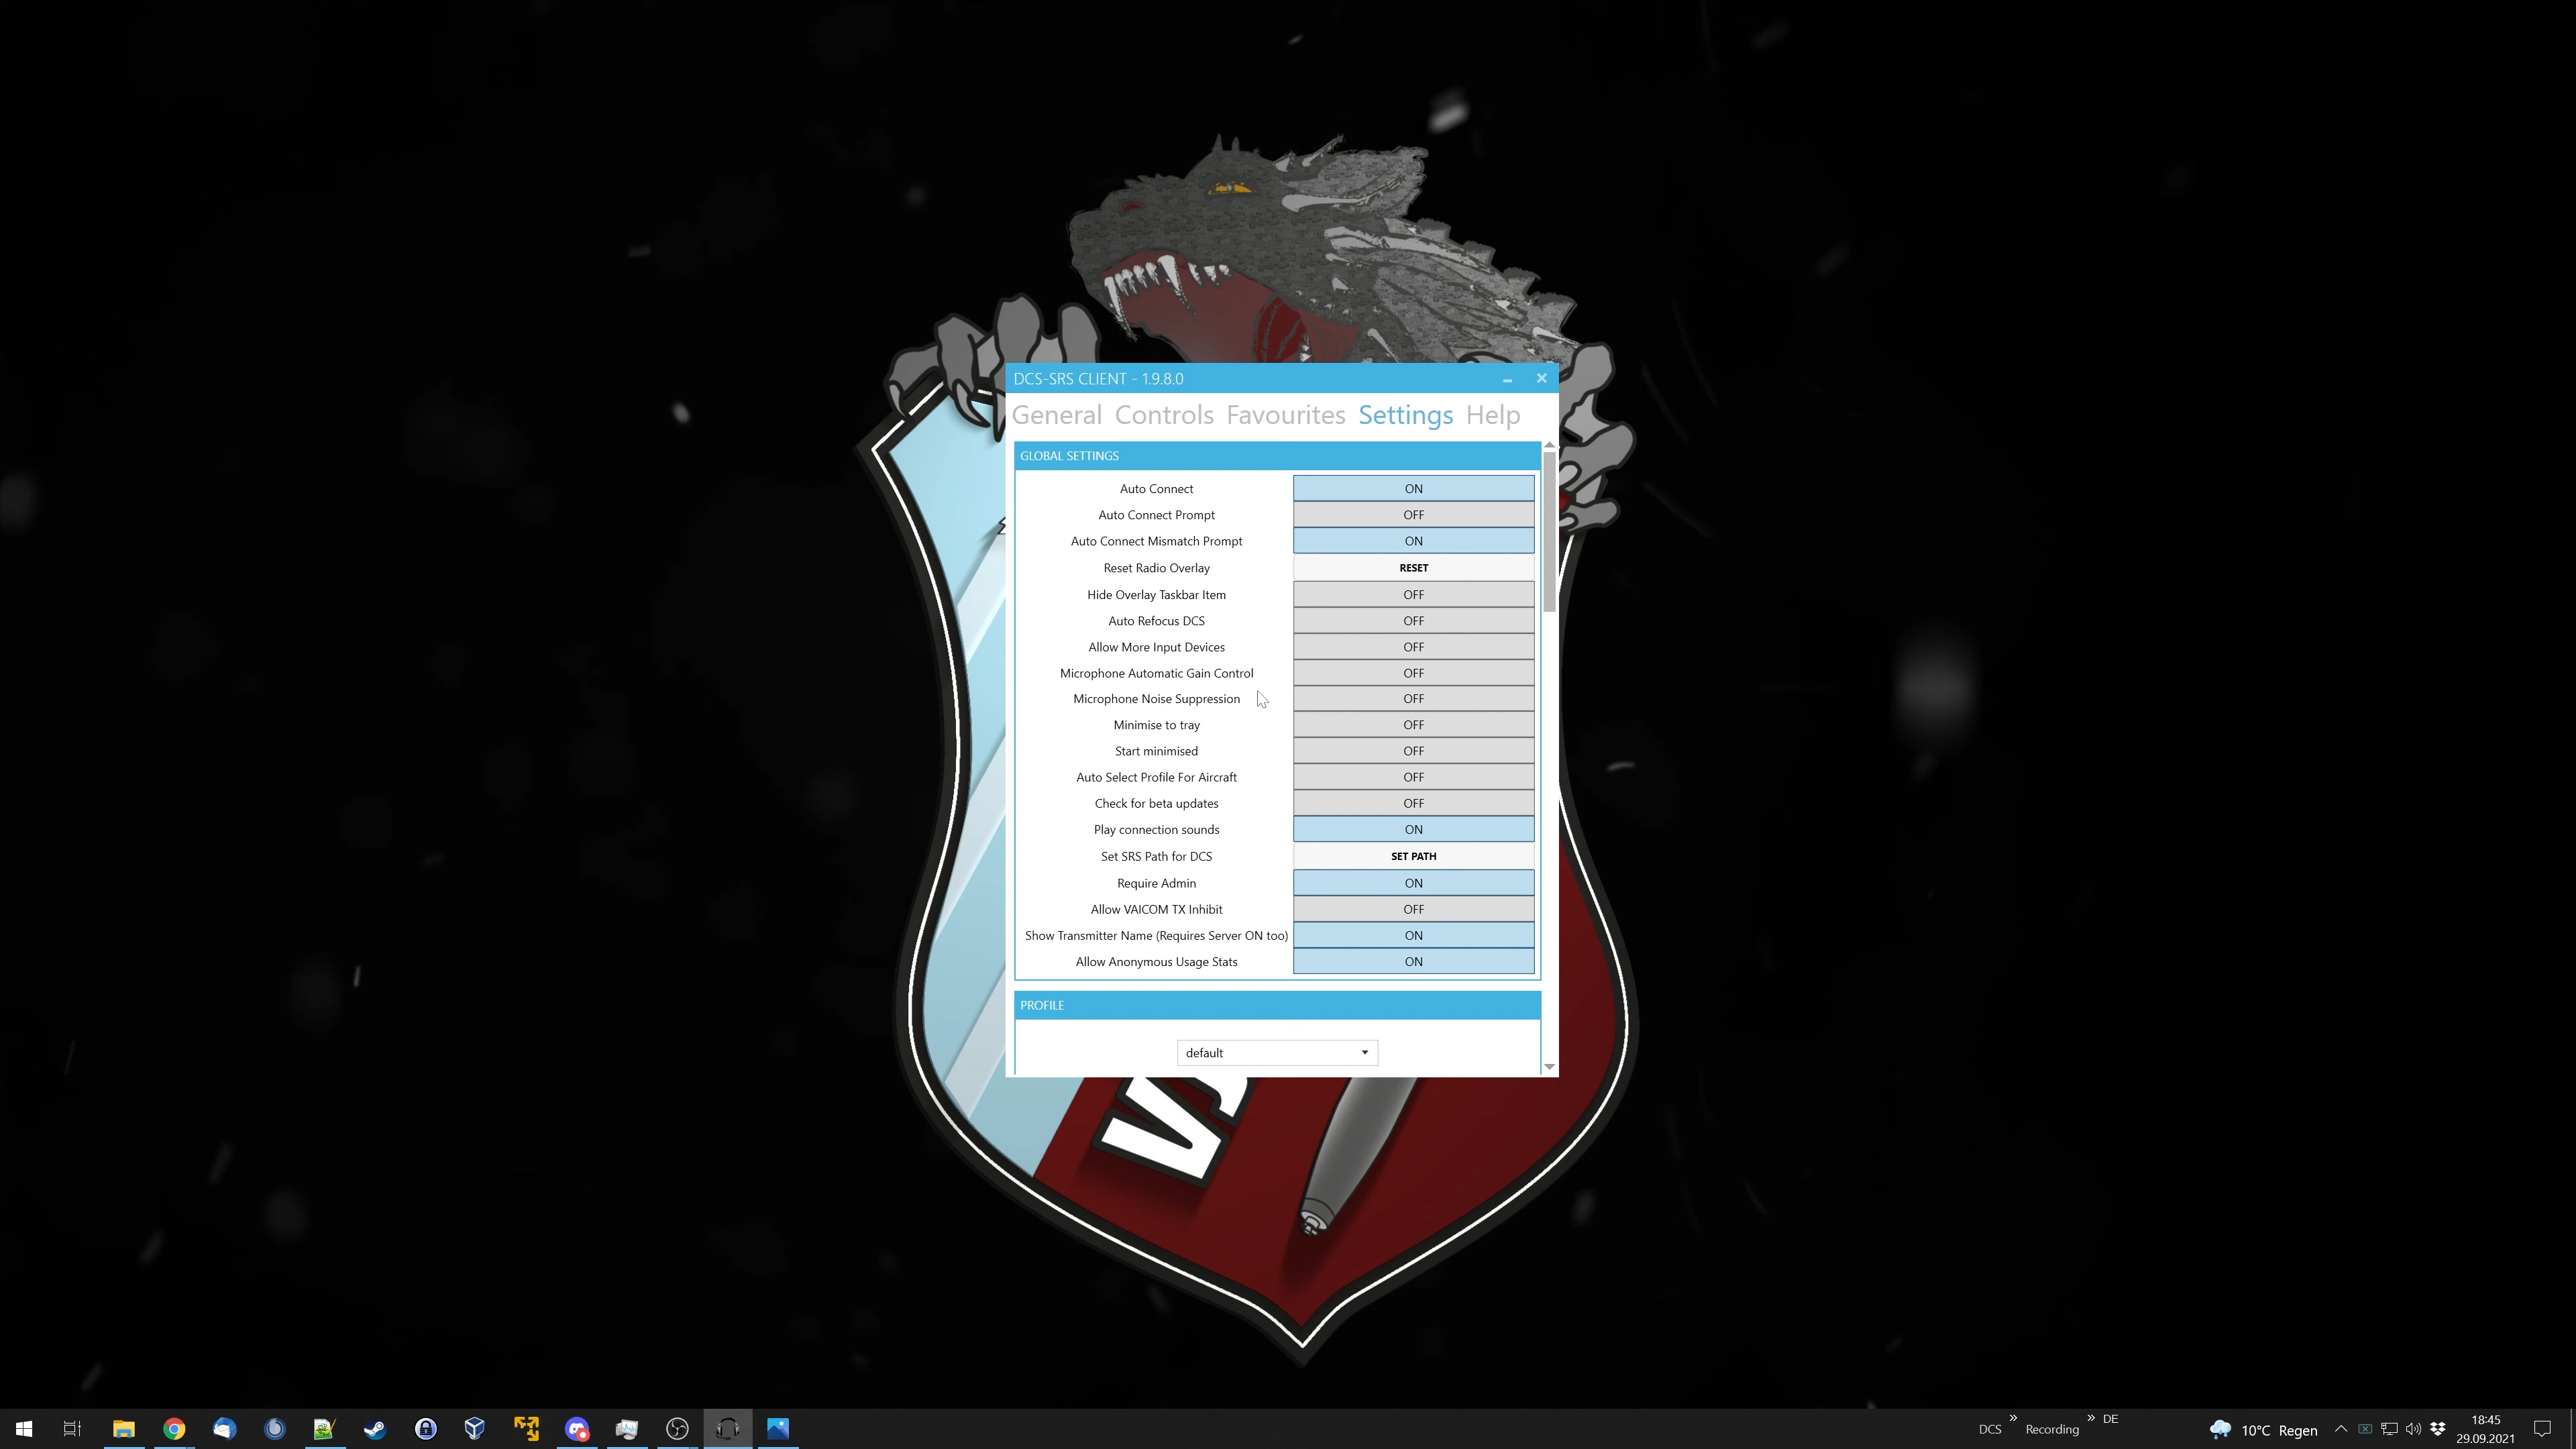 DCS-SRS CLIENT - 1.9.8.0
General Controls Favourites Settings Help
GLOBAL SETTINGS
Auto Connect ON
Auto Connect Prompt OFF
Auto Connect Mismatch Prompt ON
Reset Radio Overlay RESET
Hide Overlay Taskbar Item OFF
Auto Refocus DCS OFF
Allow More Input Devices OFF
Microphone Automatic Gain Control OFF
Microphone Noise Suppression OFF
Minimise to tray OFF
Start minimised OFF
Auto Select Profile For Aircraft OFF
Check for beta updates OFF
Play connection sounds ON
Set SRS Path for DCS SET PATH
Require Admin ON
Allow VAICOM TX Inhibit OFF
Show Transmitter Name (Requires Server ON too) ON
Allow Anonymous Usage Stats ON
PROFILE
default
DCS » Recording » DE
10°C Regen
18:45
29.09.2021